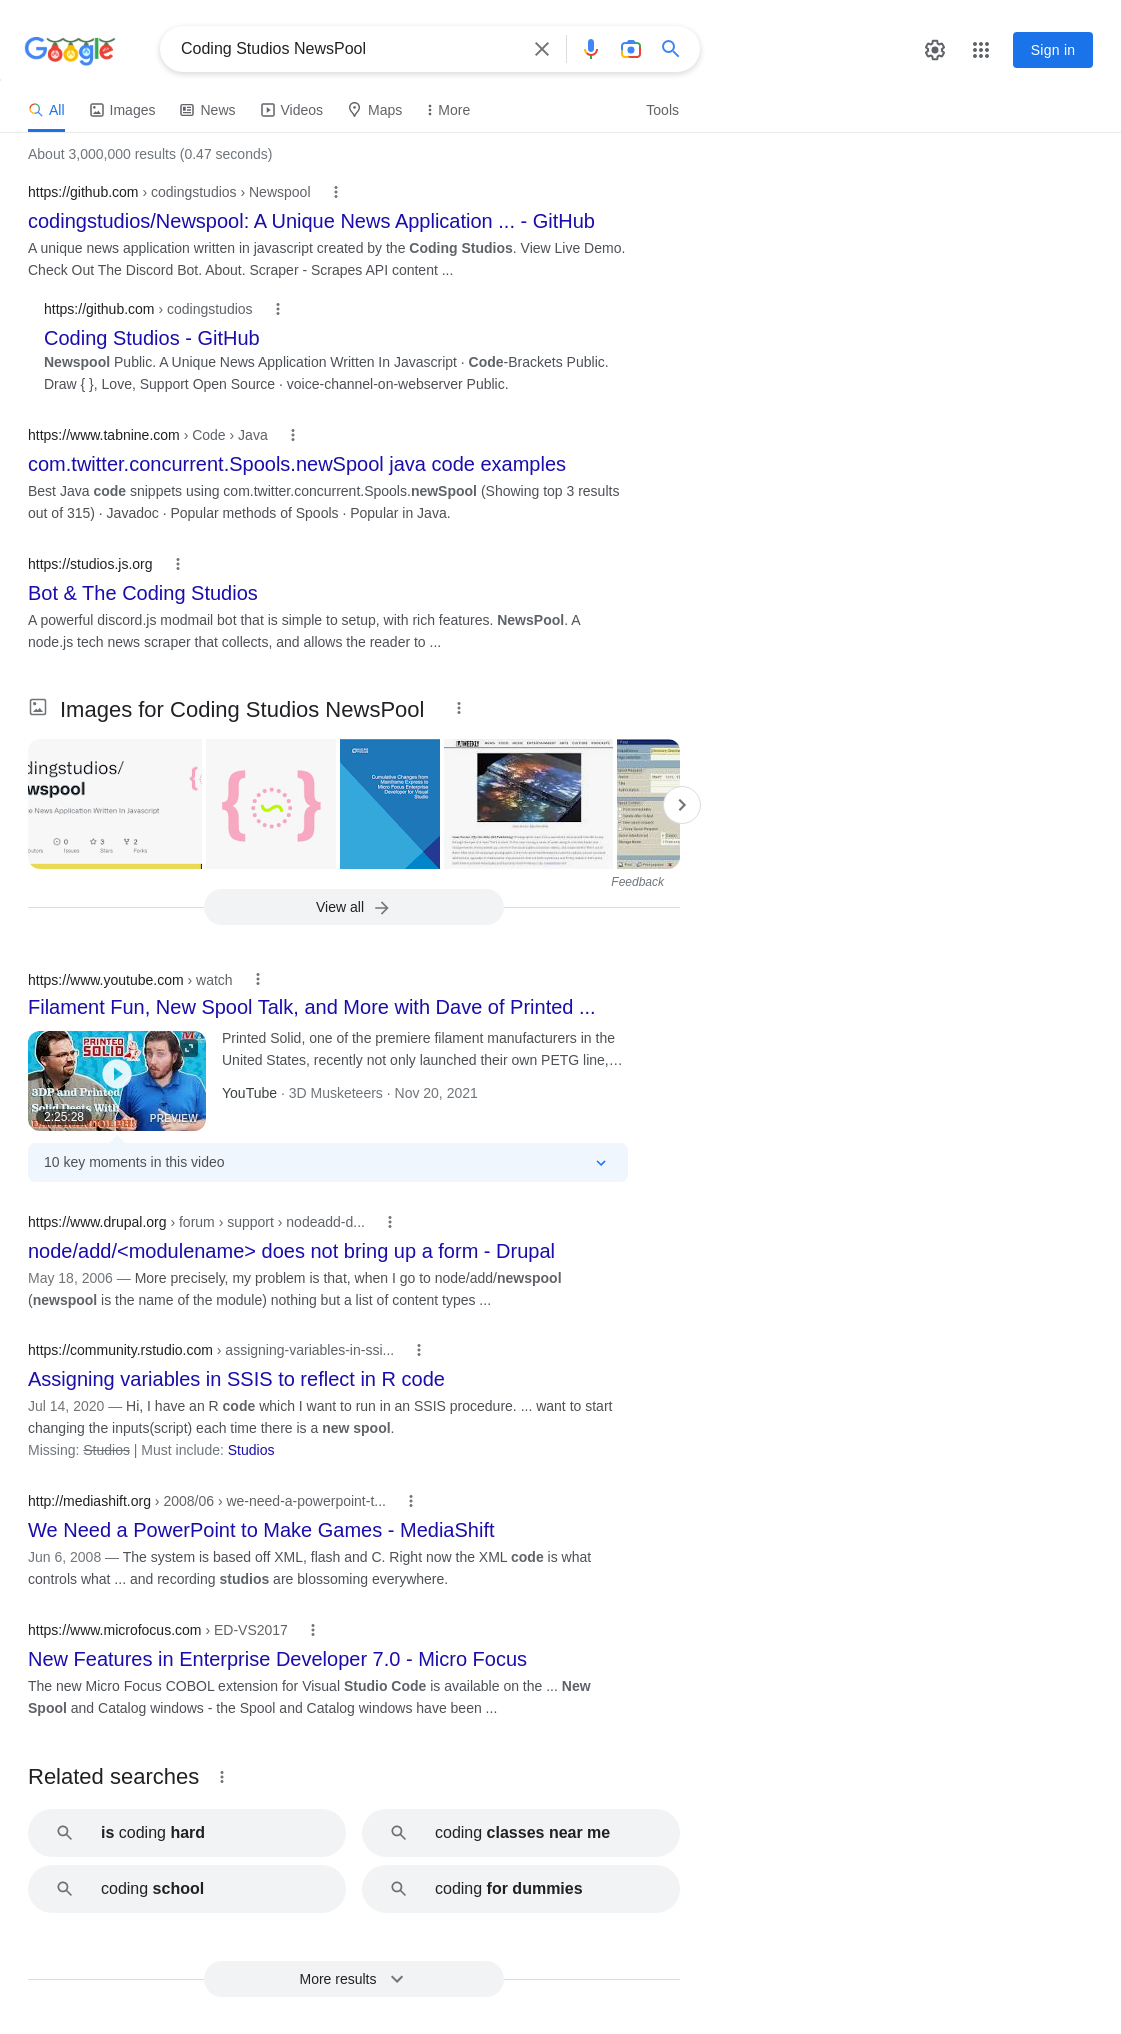 Google
Coding Studios NewsPool
Sign in
All
Images
News
Videos
Maps
More
Tools
About 3,000,000 results (0.47 seconds)
https://github.com › codingstudios › Newspool
codingstudios/Newspool: A Unique News Application ... - GitHub
A unique news application written in javascript created by the Coding Studios. View Live Demo.
Check Out The Discord Bot. About. Scraper - Scrapes API content ...
https://github.com › codingstudios
Coding Studios - GitHub
Newspool Public. A Unique News Application Written In Javascript · Code-Brackets Public.
Draw { }, Love, Support Open Source · voice-channel-on-webserver Public.
https://www.tabnine.com › Code › Java
com.twitter.concurrent.Spools.newSpool java code examples
Best Java code snippets using com.twitter.concurrent.Spools.newSpool (Showing top 3 results
out of 315) · Javadoc · Popular methods of Spools · Popular in Java.
https://studios.js.org
Bot & The Coding Studios
A powerful discord.js modmail bot that is simple to setup, with rich features. NewsPool. A
node.js tech news scraper that collects, and allows the reader to ...
Images for Coding Studios NewsPool
dingstudios/
wspool
e News Application Written In Javascript
0
3
2
Issues
Stars
Forks
Cumulative Changes from
Mainframe Express to
Micro Focus Enterprise
Developer for Visual
Studio
Feedback
View all
https://www.youtube.com › watch
Filament Fun, New Spool Talk, and More with Dave of Printed ...
PRINTED
SOLID
3DP and Printed
Solid Deets With
2:25:28
PREVIEW
Printed Solid, one of the premiere filament manufacturers in the
United States, recently not only launched their own PETG line,…
YouTube · 3D Musketeers · Nov 20, 2021
10 key moments in this video
https://www.drupal.org › forum › support › nodeadd-d...
node/add/<modulename> does not bring up a form - Drupal
May 18, 2006 — More precisely, my problem is that, when I go to node/add/newspool
(newspool is the name of the module) nothing but a list of content types ...
https://community.rstudio.com › assigning-variables-in-ssi...
Assigning variables in SSIS to reflect in R code
Jul 14, 2020 — Hi, I have an R code which I want to run in an SSIS procedure. ... want to start
changing the inputs(script) each time there is a new spool.
Missing: Studios | Must include: Studios
http://mediashift.org › 2008/06 › we-need-a-powerpoint-t...
We Need a PowerPoint to Make Games - MediaShift
Jun 6, 2008 — The system is based off XML, flash and C. Right now the XML code is what
controls what ... and recording studios are blossoming everywhere.
https://www.microfocus.com › ED-VS2017
New Features in Enterprise Developer 7.0 - Micro Focus
The new Micro Focus COBOL extension for Visual Studio Code is available on the ... New
Spool and Catalog windows - the Spool and Catalog windows have been ...
Related searches
is coding hard
coding classes near me
coding school
coding for dummies
More results